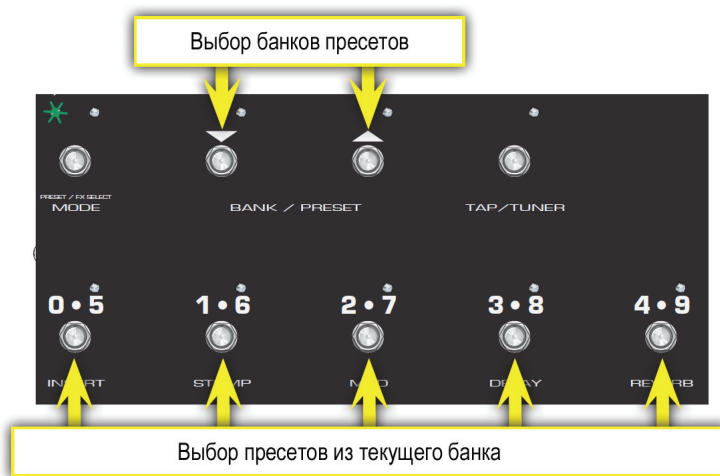 Выбор банков пресетов
PRESET / FX SELECT
MODE
BANK / PRESET
TAP/TUNER
0•5
1•6
2•7
3•8
4•9
DELAY
REVERB
Выбор пресетов из текущего банка